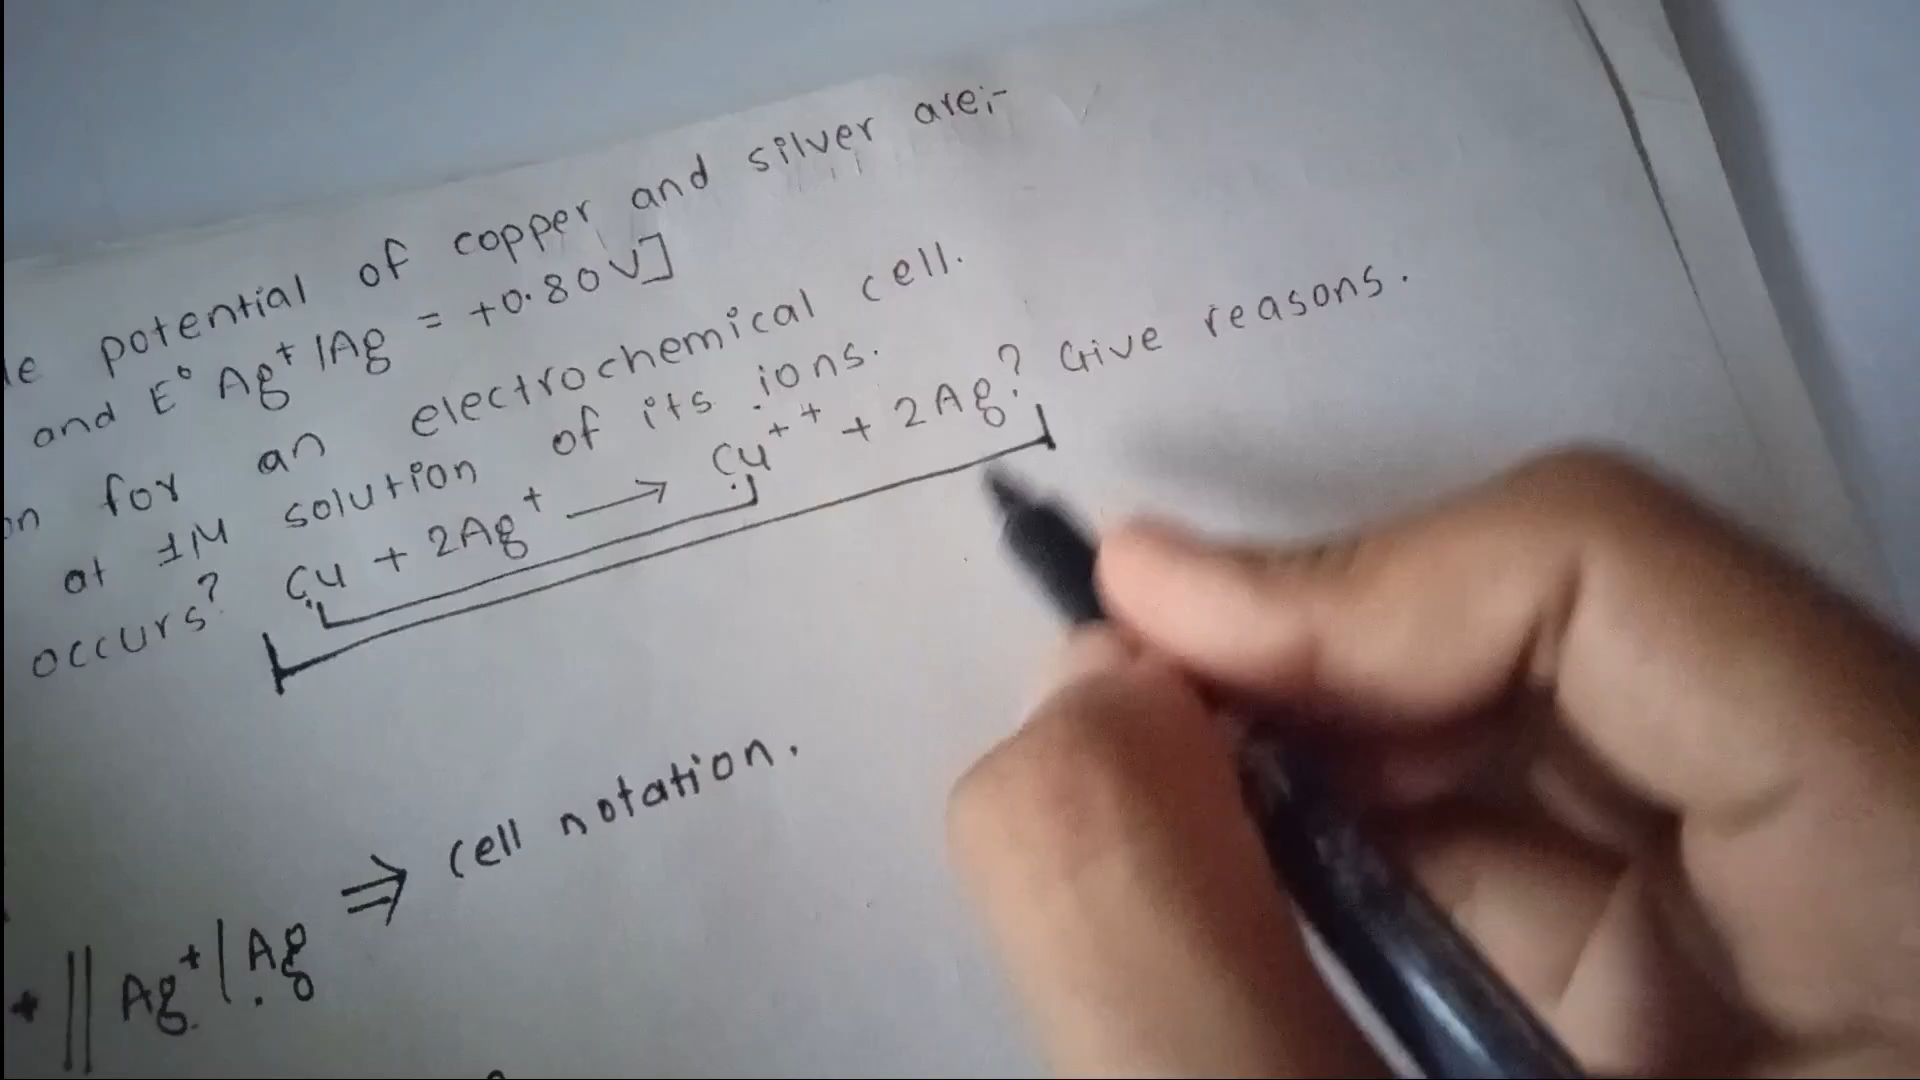 potential of copper and silver are;-
and E° Ag⁺ |Ag = +0.80V]
for an electrochemical cell.
at 1M solution of its ions.
occurs? Cu + 2Ag⁺ → Cu⁺⁺ + 2Ag? Give reasons.
+ || Ag⁺ | Ag ⇒ cell notation.